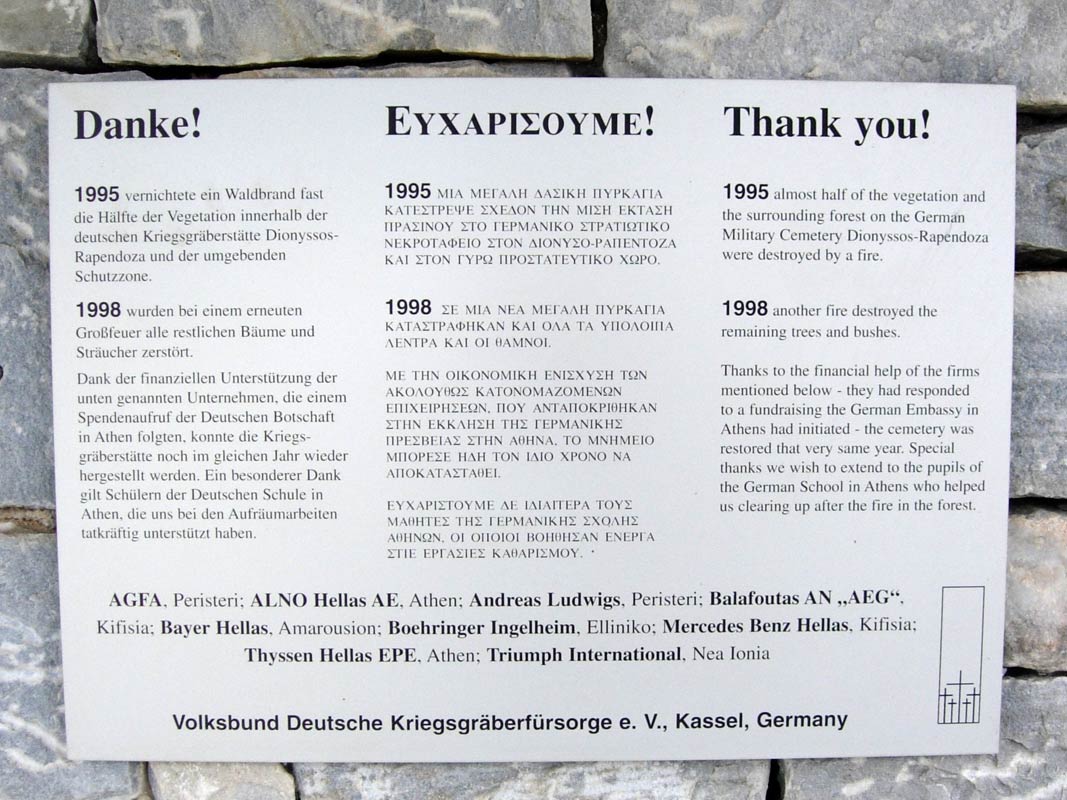 Danke!
1995 vernichtete ein Waldbrand fast
die Hälfte der Vegetation innerhalb der
deutschen Kriegsgräberstätte Dionyssos-
Rapendoza und der umgebenden
Schutzzone.
1998 wurden bei einem erneuten
Großfeuer alle restlichen Bäume und
Sträucher zerstört.
Dank der finanziellen Unterstützung der
unten genannten Unternehmen, die einem
Spendenaufruf der Deutschen Botschaft
in Athen folgten, konnte die Kriegs-
gräberstätte noch im gleichen Jahr wieder
hergestellt werden. Ein besonderer Dank
gilt Schülern der Deutschen Schule in
Athen, die uns bei den Aufräumarbeiten
tatkräftig unterstützt haben.
ΕΥΧΑΡΙΣΟΥΜΕ!
1995 ΜΙΑ ΜΕΓΑΛΗ ΔΑΣΙΚΗ ΠΥΡΚΑΓΙΑ
ΚΑΤΕΣΤΡΕΨΕ ΣΧΕΔΟΝ ΤΗΝ ΜΙΣΗ ΕΚΤΑΣΗ
ΠΡΑΣΙΝΟΥ ΣΤΟ ΓΕΡΜΑΝΙΚΟ ΣΤΡΑΤΙΩΤΙΚΟ
ΝΕΚΡΟΤΑΦΕΙΟ ΣΤΟΝ ΔΙΟΝΥΣΟ-ΡΑΠΕΝΤΟΖΑ
ΚΑΙ ΣΤΟΝ ΓΥΡΩ ΠΡΟΣΤΑΤΕΥΤΙΚΟ ΧΩΡΟ.
1998 ΣΕ ΜΙΑ ΝΕΑ ΜΕΓΑΛΗ ΠΥΡΚΑΓΙΑ
ΚΑΤΑΣΤΡΑΦΗΚΑΝ ΚΑΙ ΟΛΑ ΤΑ ΥΠΟΛΟΙΠΑ
ΔΕΝΤΡΑ ΚΑΙ ΟΙ ΘΑΜΝΟΙ.
ΜΕ ΤΗΝ ΟΙΚΟΝΟΜΙΚΗ ΕΝΙΣΧΥΣΗ ΤΩΝ
ΑΚΟΛΟΥΘΩΣ ΚΑΤΟΝΟΜΑΖΟΜΕΝΩΝ
ΕΠΙΧΕΙΡΗΣΕΩΝ, ΠΟΥ ΑΝΤΑΠΟΚΡΙΘΗΚΑΝ
ΣΤΗΝ ΕΚΚΛΗΣΗ ΤΗΣ ΓΕΡΜΑΝΙΚΗΣ
ΠΡΕΣΒΕΙΑΣ ΣΤΗΝ ΑΘΗΝΑ, ΤΟ ΜΝΗΜΕΙΟ
ΜΠΟΡΕΣΕ ΗΔΗ ΤΟΝ ΙΔΙΟ ΧΡΟΝΟ ΝΑ
ΑΠΟΚΑΤΑΣΤΑΘΕΙ.
ΕΥΧΑΡΙΣΤΟΥΜΕ ΔΕ ΙΔΙΑΙΤΕΡΑ ΤΟΥΣ
ΜΑΘΗΤΕΣ ΤΗΣ ΓΕΡΜΑΝΙΚΗΣ ΣΧΟΛΗΣ
ΑΘΗΝΩΝ, ΟΙ ΟΠΟΙΟΙ ΒΟΗΘΗΣΑΝ ΕΝΕΡΓΑ
ΣΤΙΕ ΕΡΓΑΣΙΕΣ ΚΑΘΑΡΙΣΜΟΥ.
Thank you!
1995 almost half of the vegetation and
the surrounding forest on the German
Military Cemetery Dionyssos-Rapendoza
were destroyed by a fire.
1998 another fire destroyed the
remaining trees and bushes.
Thanks to the financial help of the firms
mentioned below - they had responded
to a fundraising the German Embassy in
Athens had initiated - the cemetery was
restored that very same year. Special
thanks we wish to extend to the pupils of
the German School in Athens who helped
us clearing up after the fire in the forest.
AGFA, Peristeri; ALNO Hellas AE, Athen; Andreas Ludwigs, Peristeri; Balafoutas AN „AEG“,
Kifisia; Bayer Hellas, Amarousion; Boehringer Ingelheim, Elliniko; Mercedes Benz Hellas, Kifisia;
Thyssen Hellas EPE, Athen; Triumph International, Nea Ionia
Volksbund Deutsche Kriegsgräberfürsorge e. V., Kassel, Germany